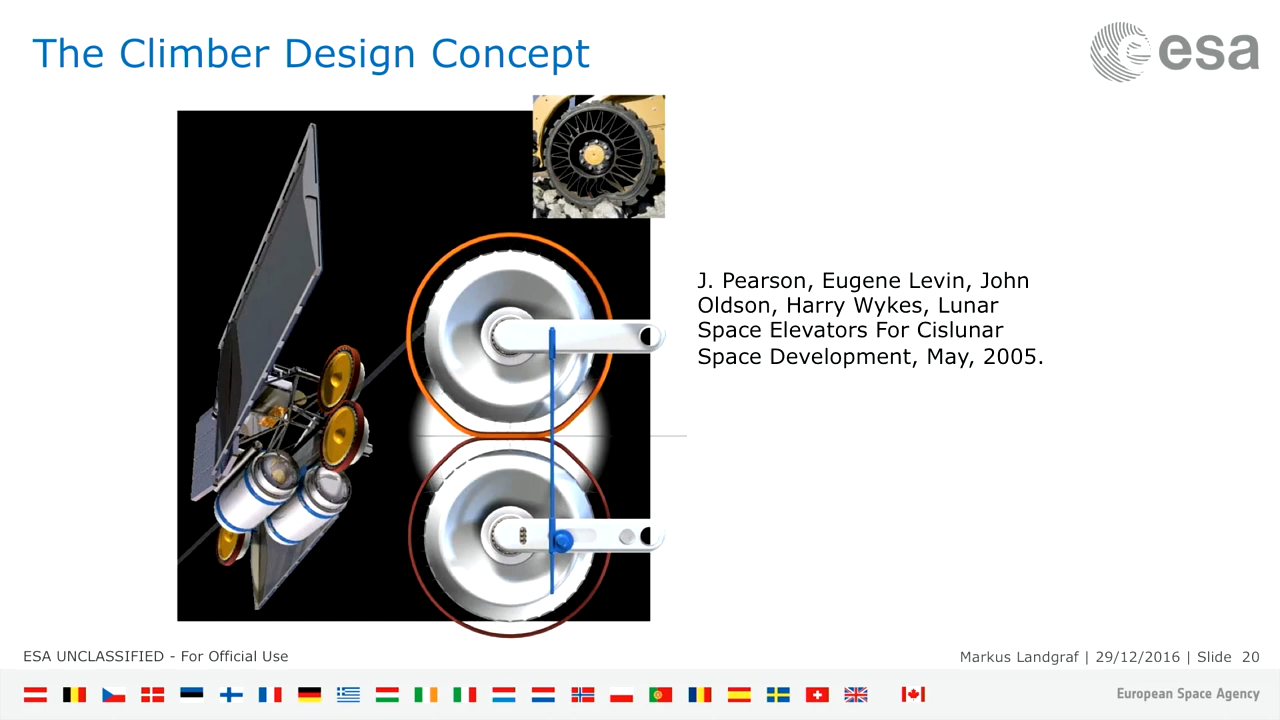 The Climber Design Concept
esa
J. Pearson, Eugene Levin, John
Oldson, Harry Wykes, Lunar
Space Elevators For Cislunar
Space Development, May, 2005.
ESA UNCLASSIFIED - For Official Use
Markus Landgraf | 29/12/2016 | Slide 20
European Space Agency